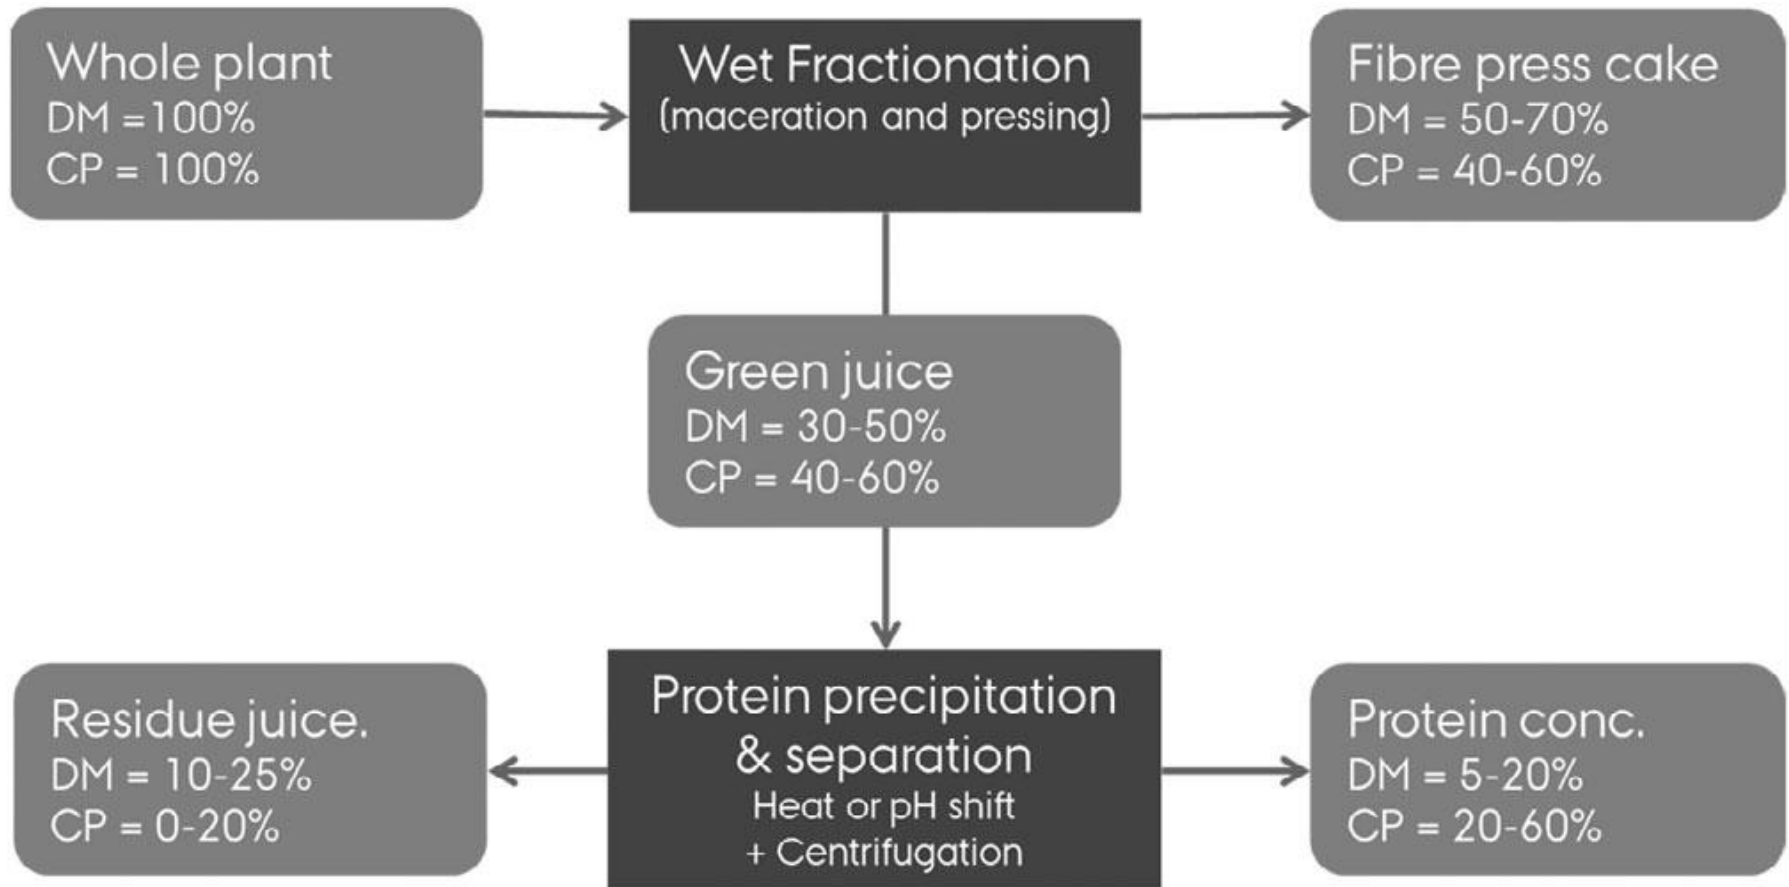 Whole plant
DM =100%
CP = 100%
Wet Fractionation
(maceration and pressing)
Fibre press cake
DM = 50-70%
CP = 40-60%
Green juice
DM = 30-50%
CP = 40-60%
Residue juice.
DM = 10-25%
CP = 0-20%
Protein precipitation
& separation
Heat or pH shift
+ Centrifugation
Protein conc.
DM = 5-20%
CP = 20-60%